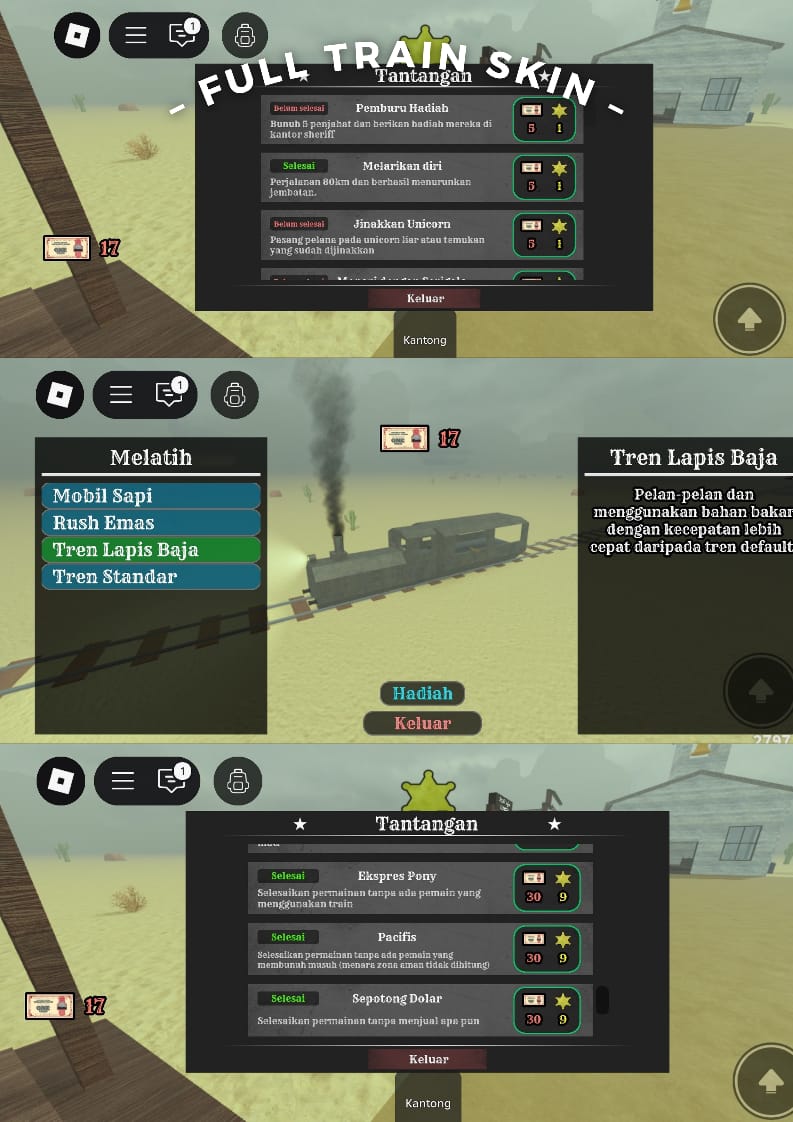 1
- FULL TRAIN SKIN -
Tantangan
Belum selesai
Pemburu Hadiah
Bunuh 5 penjahat dan berikan hadiah mereka di
kantor sheriff
5 1
Selesai
Melarikan diri
Perjalanan 80km dan berhasil menurunkan
jembatan.
5 1
Belum selesai
Jinakkan Unicorn
Pasang pelana pada unicorn liar atau temukan
yang sudah dijinakkan
5 1
17
Keluar
Kantong
1
17
Melatih
Mobil Sapi
Rush Emas
Tren Lapis Baja
Tren Standar
Tren Lapis Baja
Pelan-pelan dan
menggunakan bahan bakar
dengan kecepatan lebih
cepat daripada tren default
Hadiah
Keluar
1
Tantangan
Selesai
Ekspres Pony
Selesaikan permainan tanpa ada pemain yang
menggunakan train
30 9
Selesai
Pacifis
Selesaikan permainan tanpa ada pemain yang
membunuh musuh (menara zona aman tidak dihitung)
30 9
Selesai
Sepotong Dolar
Selesaikan permainan tanpa menjual apa pun
30 9
17
Keluar
Kantong